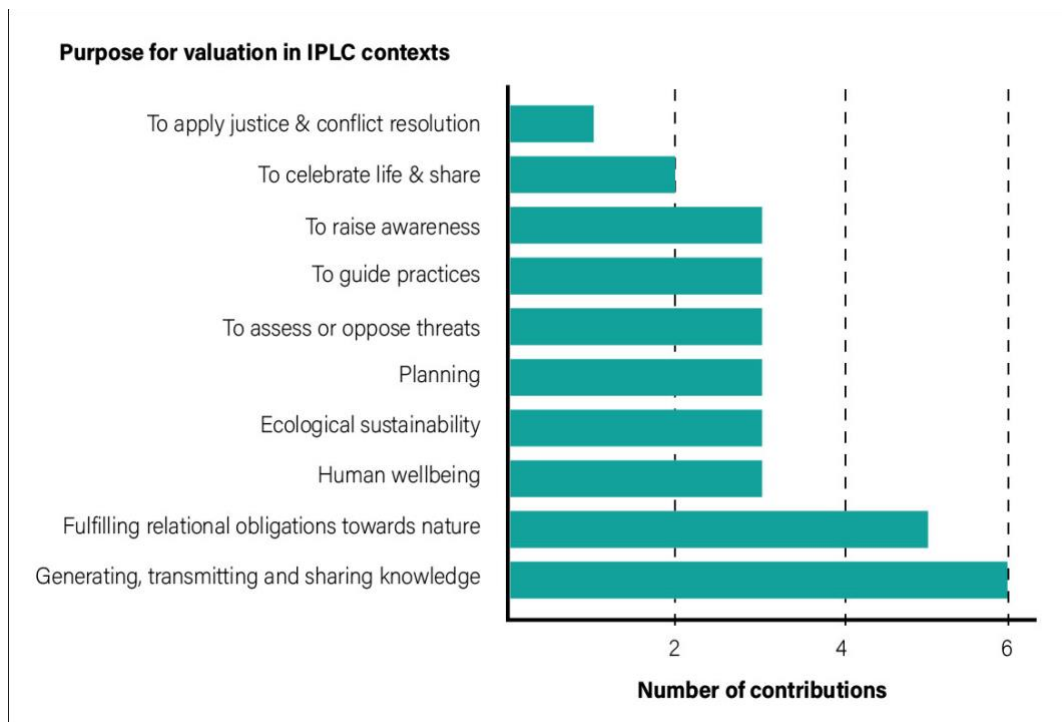 Purpose for valuation in IPLC contexts
To apply justice & conflict resolution
To celebrate life & share
To raise awareness
To guide practices
To assess or oppose threats
Planning
Ecological sustainability
Human wellbeing
Fulfilling relational obligations towards nature
Generating, transmitting and sharing knowledge
2 4 6
Number of contributions